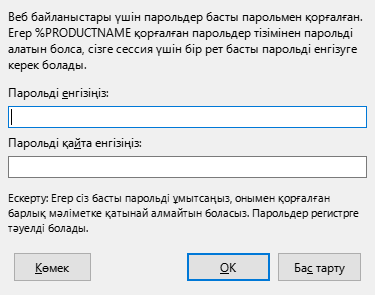 Веб байланыстары үшін парольдер басты парольмен қорғалған.
Егер %PRODUCTNAME қорғалған парольдер тізімінен парольді
алатын болса, сізге сессия үшін бір рет басты парольді енгізуге
керек болады.
Парольді енгізіңіз:
Парольді қайта енгізіңіз:
Ескерту: Егер сіз басты парольді ұмытсаңыз, онымен қорғалған
барлық мәліметке қатынай алмайтын боласыз. Парольдер регистрге
тәуелді болады.
Көмек
OK
Бас тарту